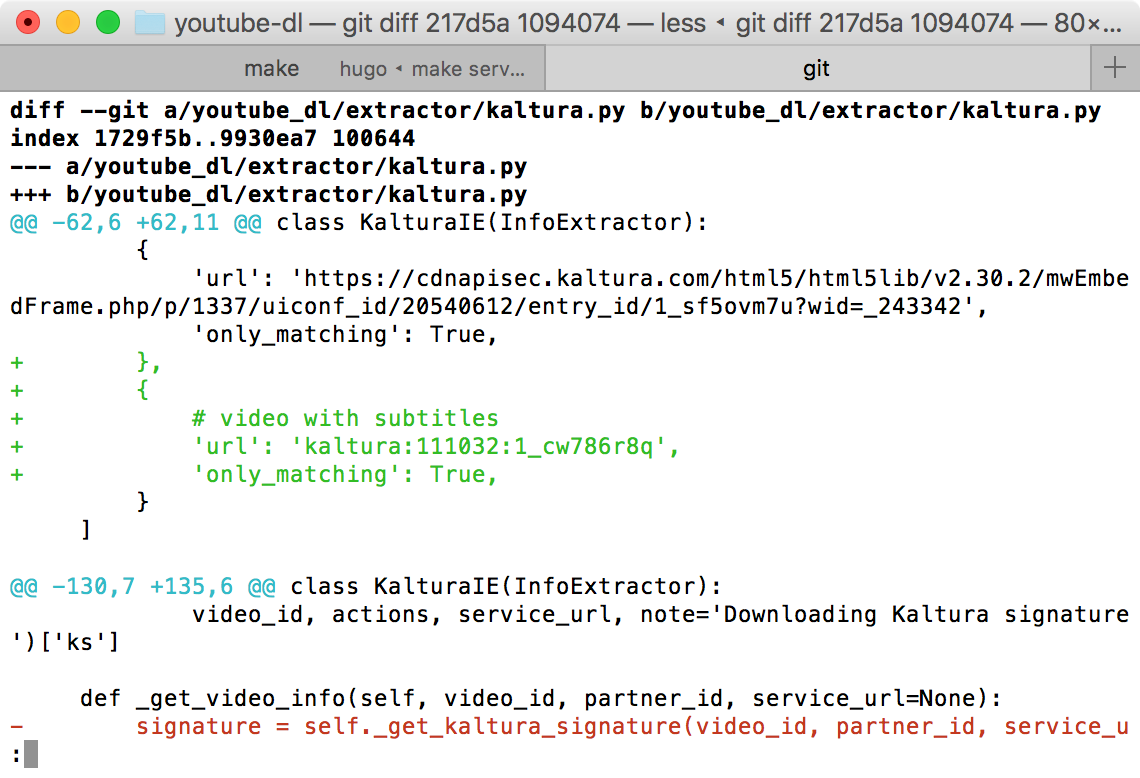 youtube-dl — git diff 217d5a 1094074 — less ◂ git diff 217d5a 1094074 — 80×...
make hugo ◂ make serv... git +
diff --git a/youtube_dl/extractor/kaltura.py b/youtube_dl/extractor/kaltura.py
index 1729f5b..9930ea7 100644
--- a/youtube_dl/extractor/kaltura.py
+++ b/youtube_dl/extractor/kaltura.py
@@ -62,6 +62,11 @@ class KalturaIE(InfoExtractor):
         {
             'url': 'https://cdnapisec.kaltura.com/html5/html5lib/v2.30.2/mwEmbe
dFrame.php/p/1337/uiconf_id/20540612/entry_id/1_sf5ovm7u?wid=_243342',
             'only_matching': True,
+        },
+        {
+            # video with subtitles
+            'url': 'kaltura:111032:1_cw786r8q',
+            'only_matching': True,
         }
     ]
@@ -130,7 +135,6 @@ class KalturaIE(InfoExtractor):
             video_id, actions, service_url, note='Downloading Kaltura signature
')['ks']
     def _get_video_info(self, video_id, partner_id, service_url=None):
-        signature = self._get_kaltura_signature(video_id, partner_id, service_u
: